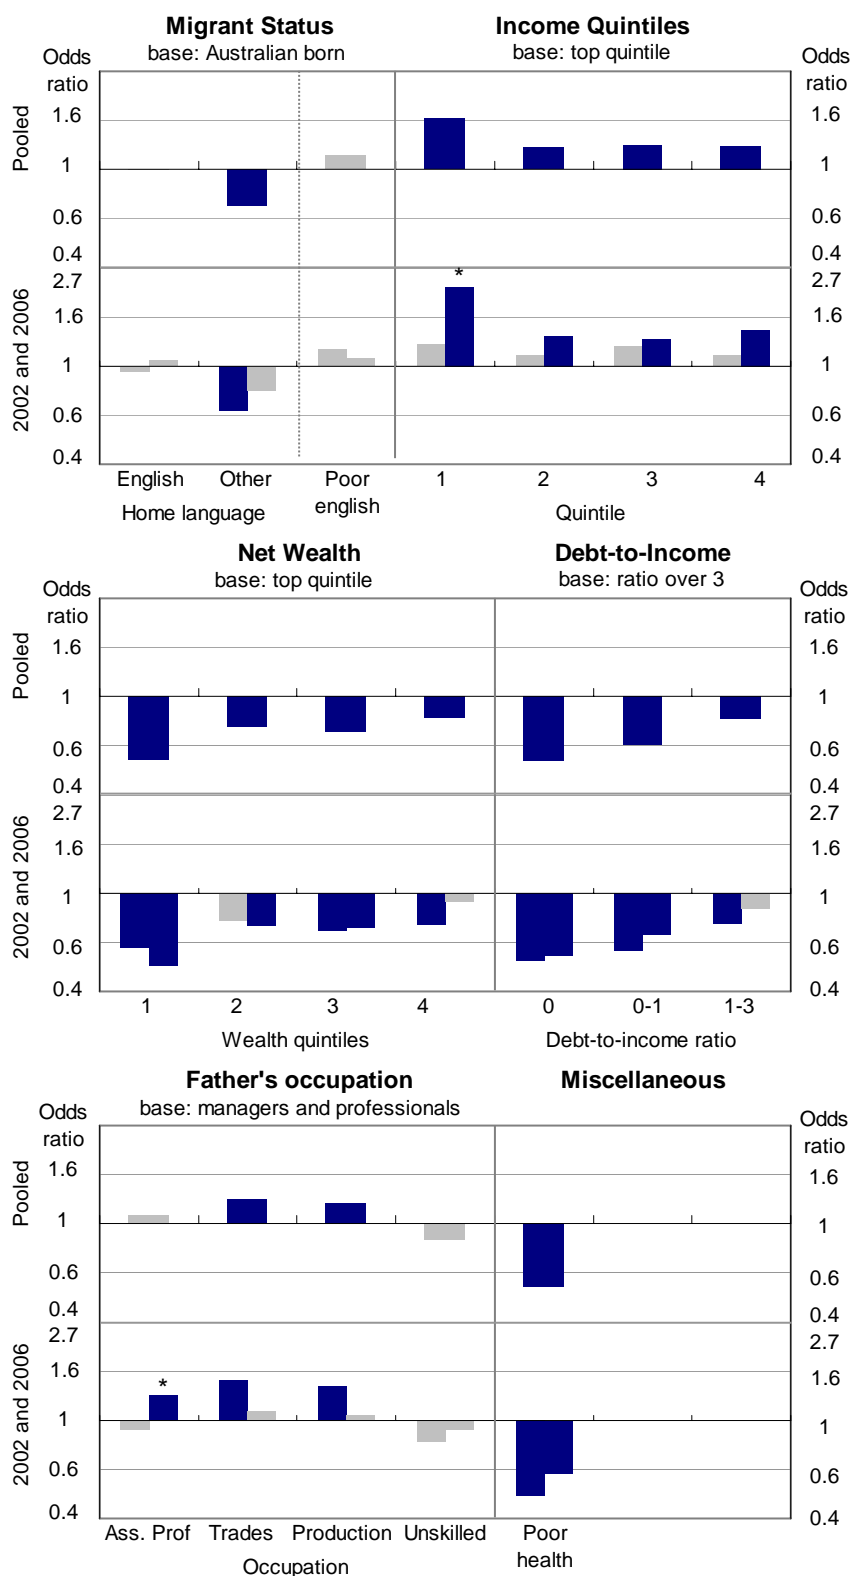 Migrant Status
Income Quintiles
base: Australian born
base: top quintile
Odds
ratio
Odds
ratio
Pooled
1.6
1
0.6
0.4
1.6
1
0.6
0.4
2002 and 2006
2.7
1.6
1
0.6
0.4
*
2.7
1.6
1
0.6
0.4
English
Other
Poor
english
1
2
3
4
Home language
Quintile
Net Wealth
Debt-to-Income
base: top quintile
base: ratio over 3
Odds
ratio
Odds
ratio
Pooled
1.6
1
0.6
0.4
1.6
1
0.6
0.4
2002 and 2006
2.7
1.6
1
0.6
0.4
2.7
1.6
1
0.6
0.4
1
2
3
4
0
0-1
1-3
Wealth quintiles
Debt-to-income ratio
Father's occupation
Miscellaneous
base: managers and professionals
Odds
ratio
Odds
ratio
Pooled
1.6
1
0.6
0.4
1.6
1
0.6
0.4
2002 and 2006
2.7
1.6
1
0.6
0.4
*
2.7
1.6
1
0.6
0.4
Ass. Prof
Trades
Production
Unskilled
Poor
health
Occupation